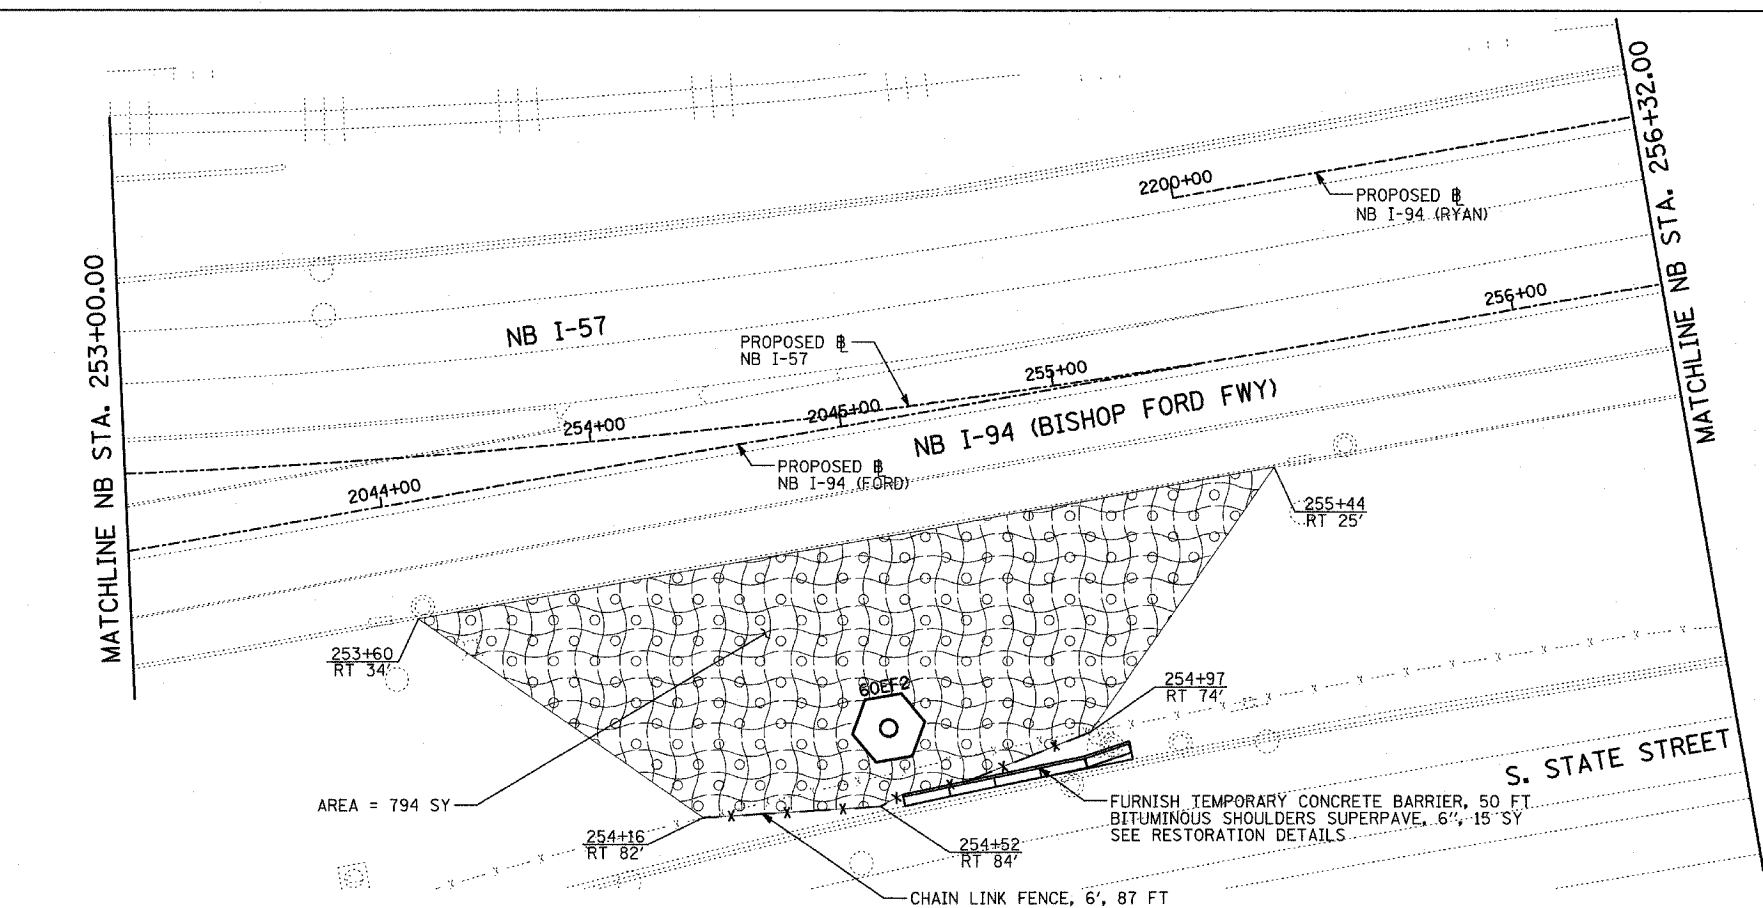 MATCHLINE NB STA. 253+00.00
MATCHLINE NB STA. 256+32.00
2200+00
PROPOSED ⅊
NB I-94 (RYAN)
256+00
NB I-57
PROPOSED ⅊
NB I-57
255+00
254+00
2045+00
NB I-94 (BISHOP FORD FWY)
PROPOSED ⅊
NB I-94 (FORD)
2044+00
255+44
RT 25'
253+60
RT 34'
60EF2
254+97
RT 74'
S. STATE STREET
AREA = 794 SY
FURNISH TEMPORARY CONCRETE BARRIER, 50 FT
BITUMINOUS SHOULDERS SUPERPAVE, 6", 15 SY
SEE RESTORATION DETAILS
254+16
RT 82'
254+52
RT 84'
CHAIN LINK FENCE, 6', 87 FT